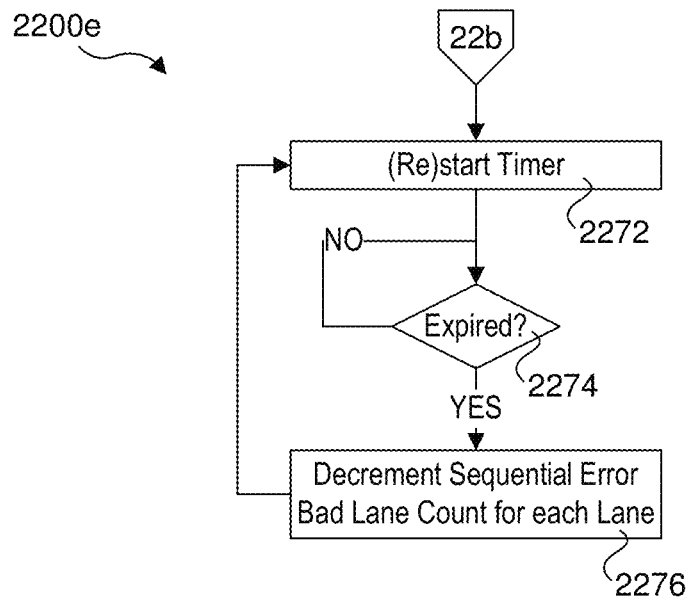 2200e
22b
(Re)start Timer
2272
NO
Expired?
2274
YES
Decrement Sequential Error
Bad Lane Count for each Lane
2276